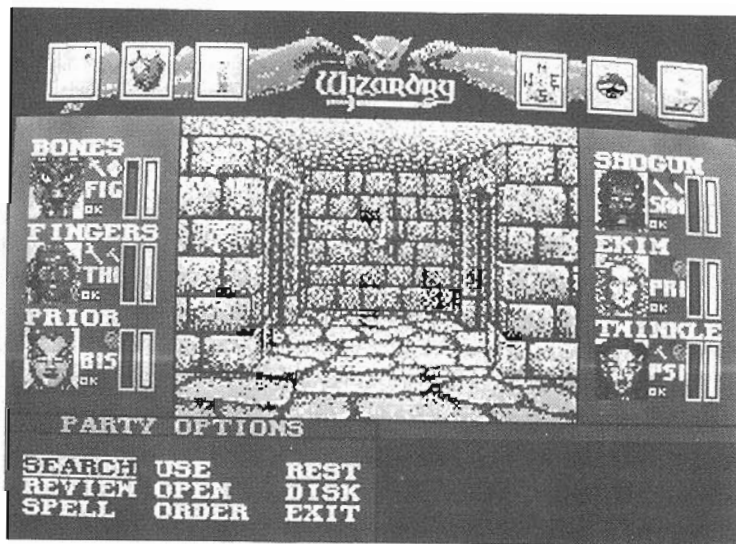 Wizardry
BONES
FIG
OK
FINGERS
THI
OK
PRIOR
BIS
OK
SHOGUN
SAM
OK
EKIM
PRI
OK
TWINKLE
PSI
OK
PARTY OPTIONS
SEARCH USE REST
REVIEW OPEN DISK
SPELL ORDER EXIT